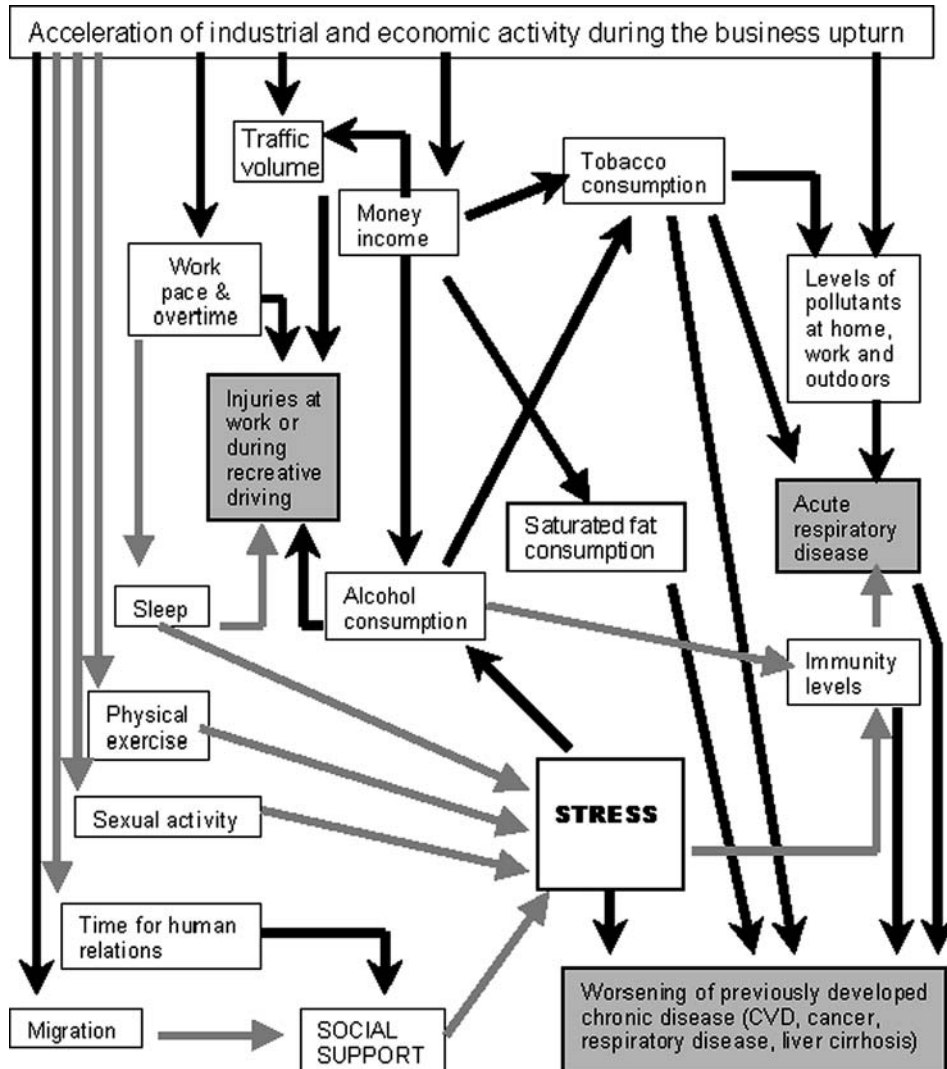 Acceleration of industrial and economic activity during the business upturn
Traffic
volume
Tobacco
consumption
Money
income
Work
pace &
overtime
Levels of
pollutants
at home,
work and
outdoors
Injuries at
work or
during
recreative
driving
Saturated fat
consumption
Acute
respiratory
disease
Sleep
Alcohol
consumption
Immunity
levels
Physical
exercise
STRESS
Sexual activity
Time for human
relations
Worsening of previously developed
chronic disease (CVD, cancer,
respiratory disease, liver cirrhosis)
Migration
SOCIAL
SUPPORT